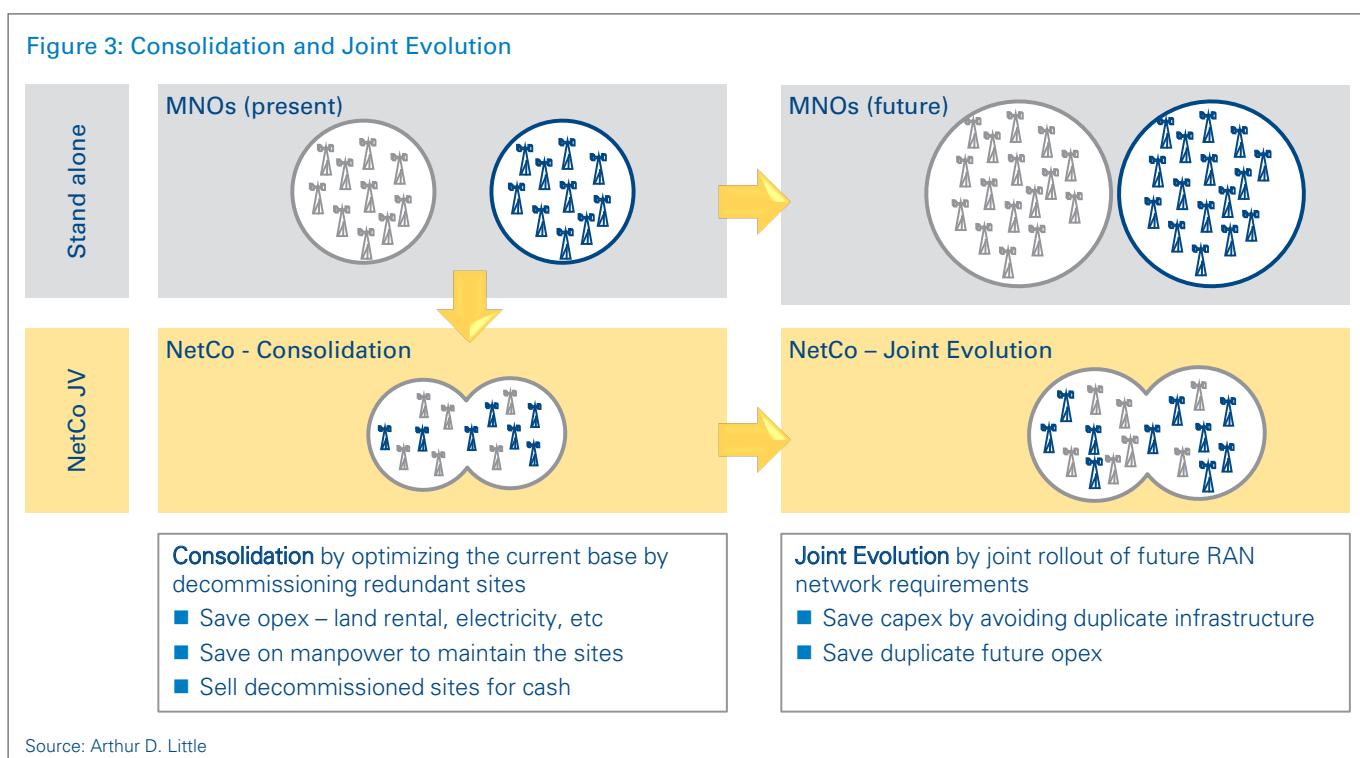 Figure 3: Consolidation and Joint Evolution
Stand alone
MNOs (present)
MNOs (future)
NetCo JV
NetCo - Consolidation
NetCo – Joint Evolution
Consolidation by optimizing the current base by
decommissioning redundant sites
■ Save opex – land rental, electricity, etc
■ Save on manpower to maintain the sites
■ Sell decommissioned sites for cash
Joint Evolution by joint rollout of future RAN
network requirements
■ Save capex by avoiding duplicate infrastructure
■ Save duplicate future opex
Source: Arthur D. Little